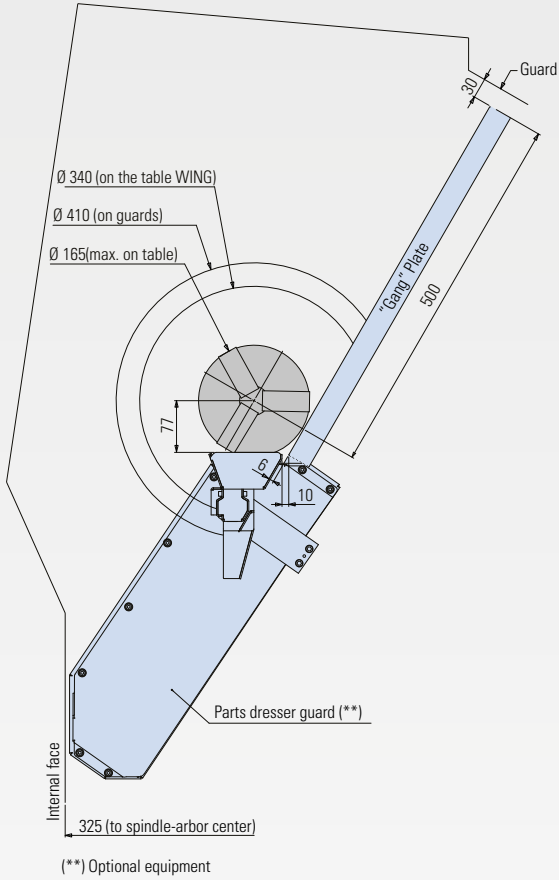 Guard
30
Ø 340 (on the table WING)
Ø 410 (on guards)
Ø 165(max. on table)
"Gang" Plate
500
77
6
10
Parts dresser guard (**)
Internal face
325 (to spindle-arbor center)
(**) Optional equipment